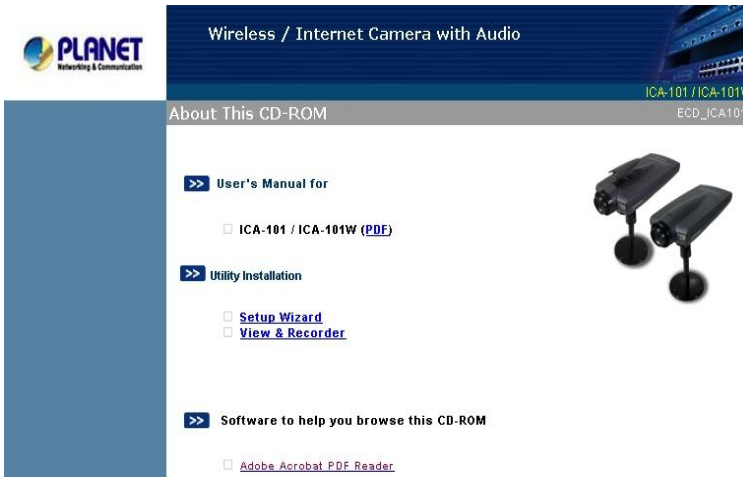 PLANET
Networking & Communication
Wireless / Internet Camera with Audio
ICA-101 / ICA-101W
About This CD-ROM
ECD_ICA101
>> User's Manual for
ICA-101 / ICA-101W (PDF)
>> Utility Installation
Setup Wizard
View & Recorder
>> Software to help you browse this CD-ROM
Adobe Acrobat PDF Reader